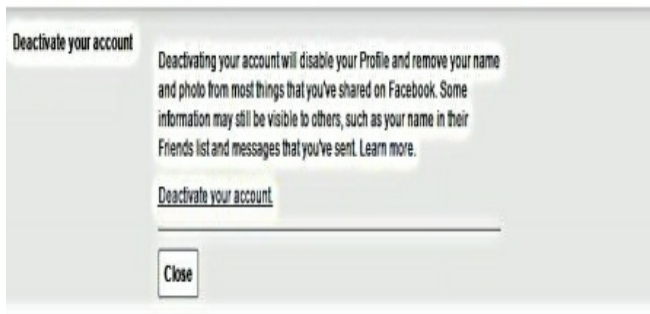 Deactivate your account
Deactivating your account will disable your Profile and remove your name
and photo from most things that you've shared on Facebook. Some
information may still be visible to others, such as your name in their
Friends list and messages that you've sent. Learn more.
Deactivate your account.
Close